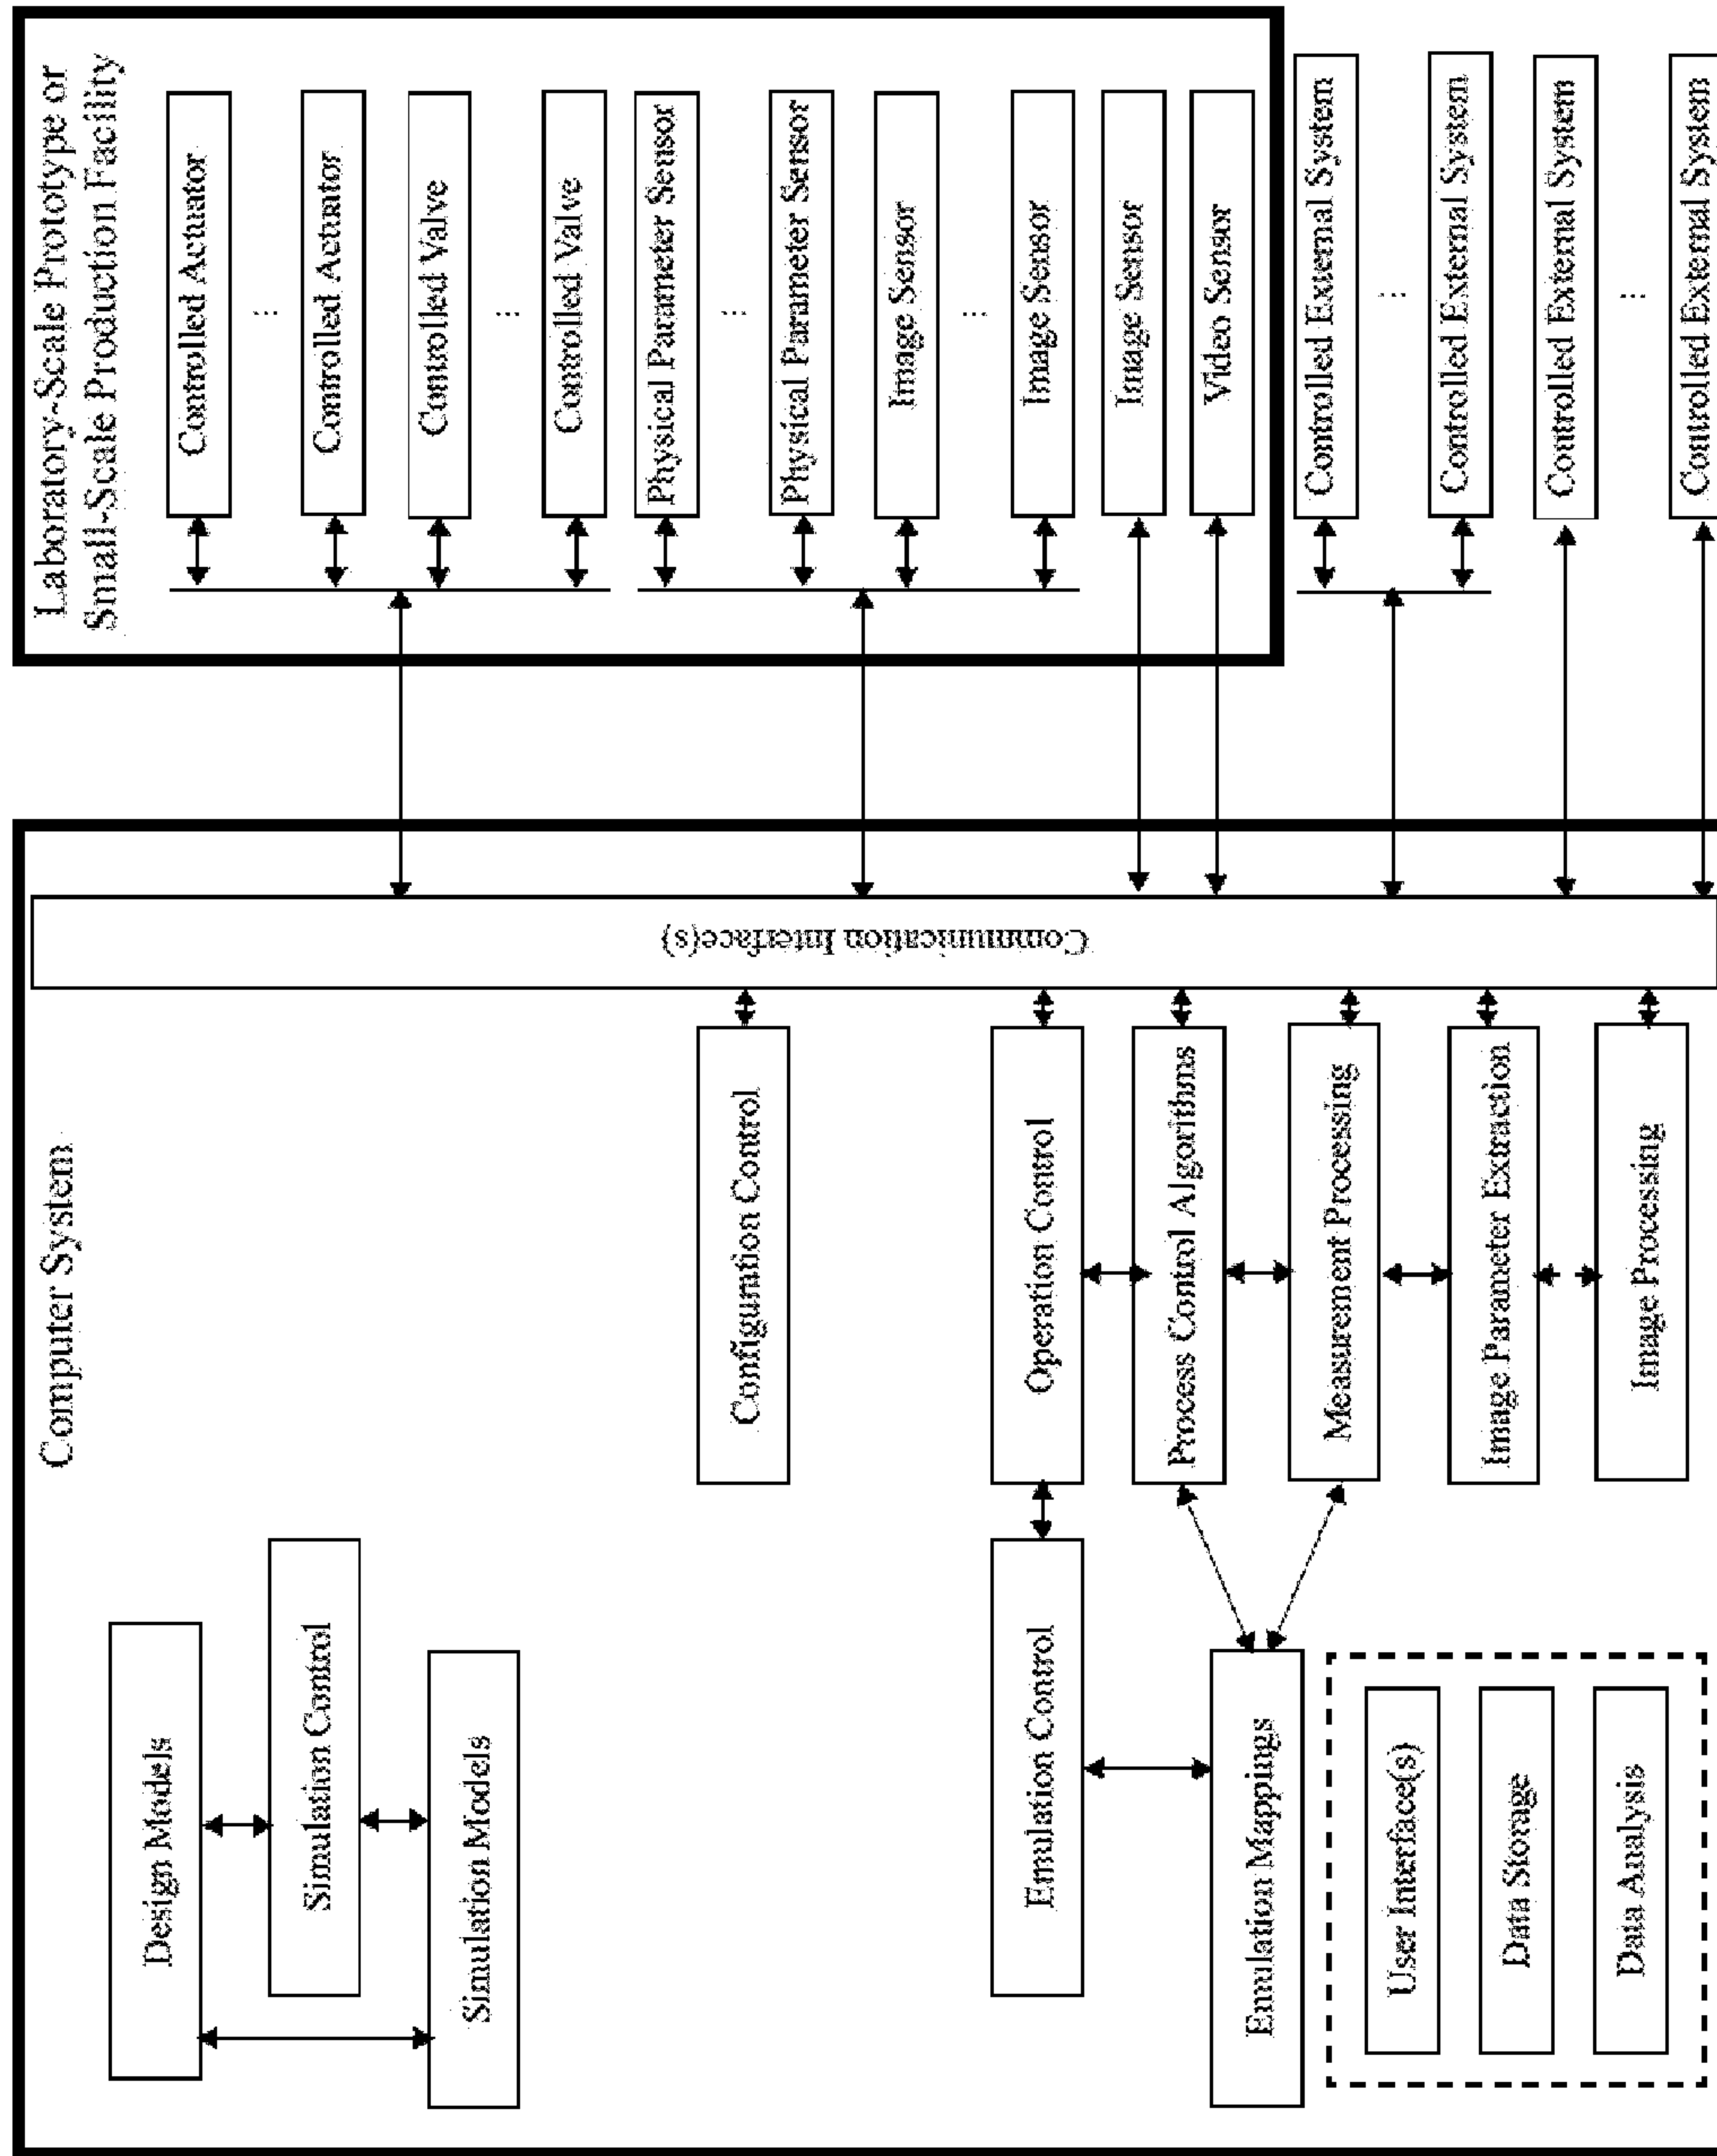 Computer System
Design Models
Simulation Control
Simulation Models
Configuration Control
Emulation Control
Operation Control
Process Control Algorithms
Emulation Mappings
Measurement Processing
Image Parameter Extraction
Image Processing
User Interface(s)
Data Storage
Data Analysis
Communication Interface(s)
Laboratory-Scale Prototype or
Small-Scale Production Facility
Controlled Actuator
...
Controlled Actuator
Controlled Valve
...
Controlled Valve
Physical Parameter Sensor
...
Physical Parameter Sensor
Image Sensor
...
Image Sensor
Image Sensor
Video Sensor
Controlled External System
...
Controlled External System
Controlled External System
...
Controlled External System